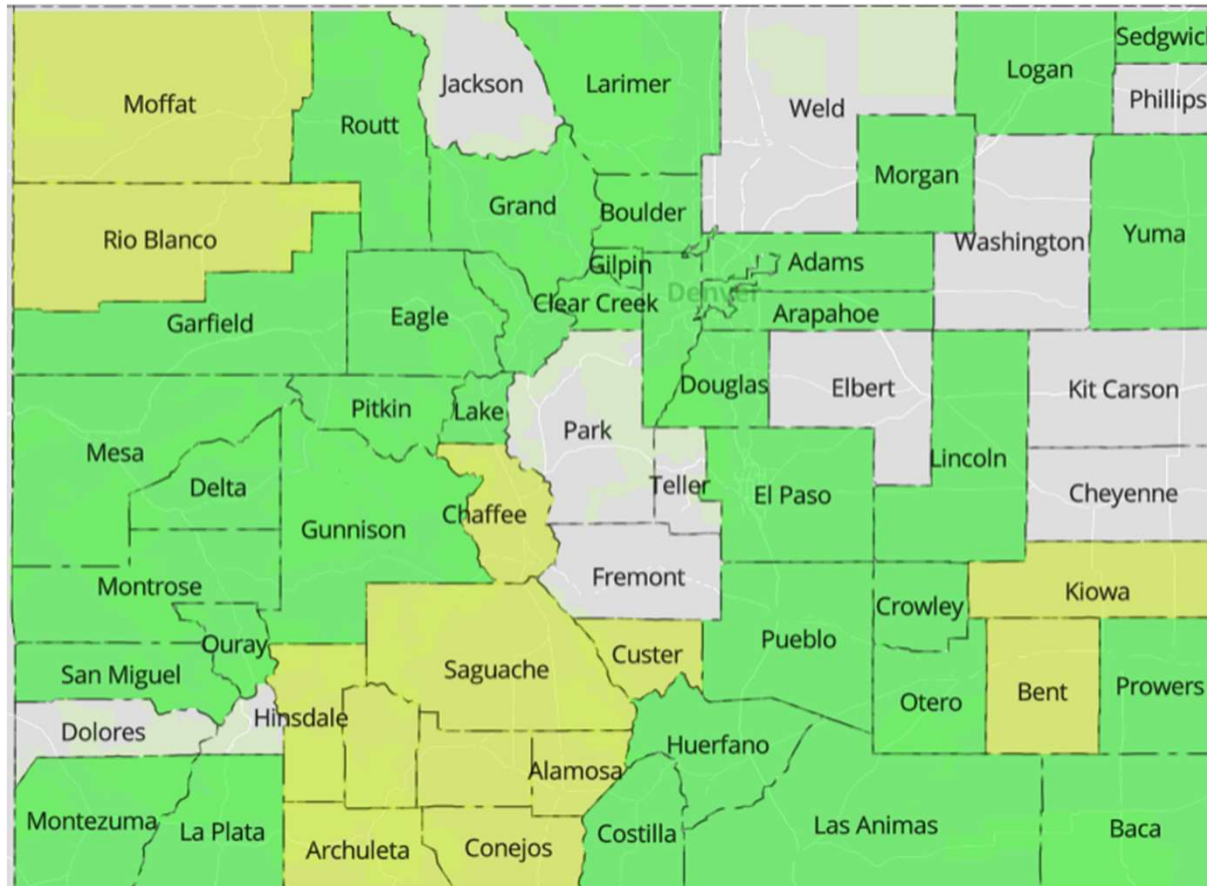 Sedgwic
Logan
Jackson
Larimer
Phillips
Moffat
Weld
Routt
Morgan
Grand
Boulder
Yuma
Rio Blanco
Washington
Gilpin
Adams
Denver
Clear Creek
Arapahoe
Garfield
Eagle
Douglas
Elbert
Kit Carson
Pitkin
Lake
Park
Mesa
Lincoln
Delta
Teller
El Paso
Cheyenne
Chaffee
Gunnison
Fremont
Montrose
Kiowa
Crowley
Ouray
Pueblo
Custer
San Miguel
Saguache
Prowers
Bent
Otero
Hinsdale
Dolores
Huerfano
Alamosa
Montezuma
La Plata
Costilla
Las Animas
Baca
Archuleta
Conejos